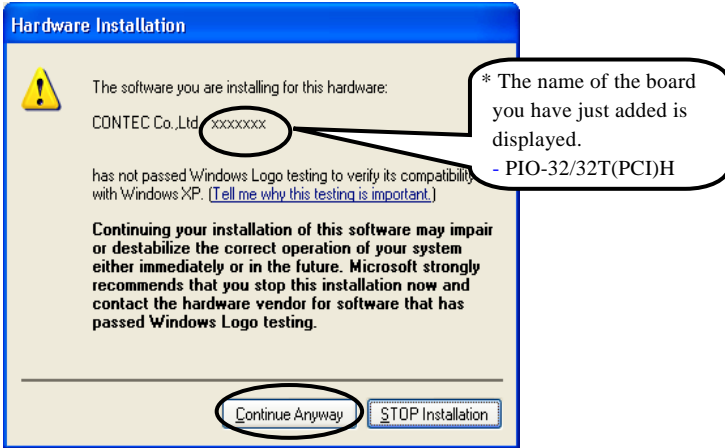 Hardware Installation
The software you are installing for this hardware:
CONTEC Co.,Ltd. xxxxxxx
has not passed Windows Logo testing to verify its compatibility
with Windows XP. (Tell me why this testing is important.)
Continuing your installation of this software may impair
or destabilize the correct operation of your system
either immediately or in the future. Microsoft strongly
recommends that you stop this installation now and
contact the hardware vendor for software that has
passed Windows Logo testing.
Continue Anyway
STOP Installation
* The name of the board
you have just added is
displayed.
- PIO-32/32T(PCI)H